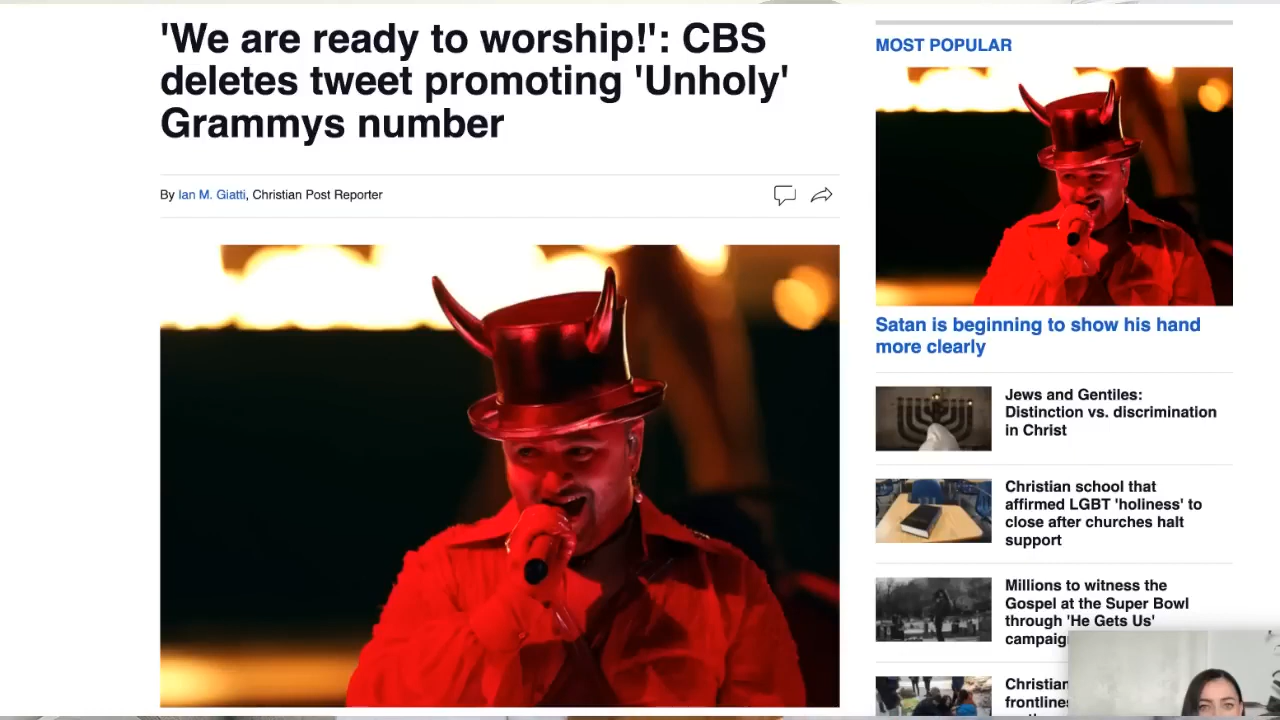 'We are ready to worship!': CBS
deletes tweet promoting 'Unholy'
Grammys number
By Ian M. Giatti, Christian Post Reporter
MOST POPULAR
Satan is beginning to show his hand
more clearly
Jews and Gentiles:
Distinction vs. discrimination
in Christ
Christian school that
affirmed LGBT 'holiness' to
close after churches halt
support
Millions to witness the
Gospel at the Super Bowl
through 'He Gets Us'
campaig
Christian
frontlines